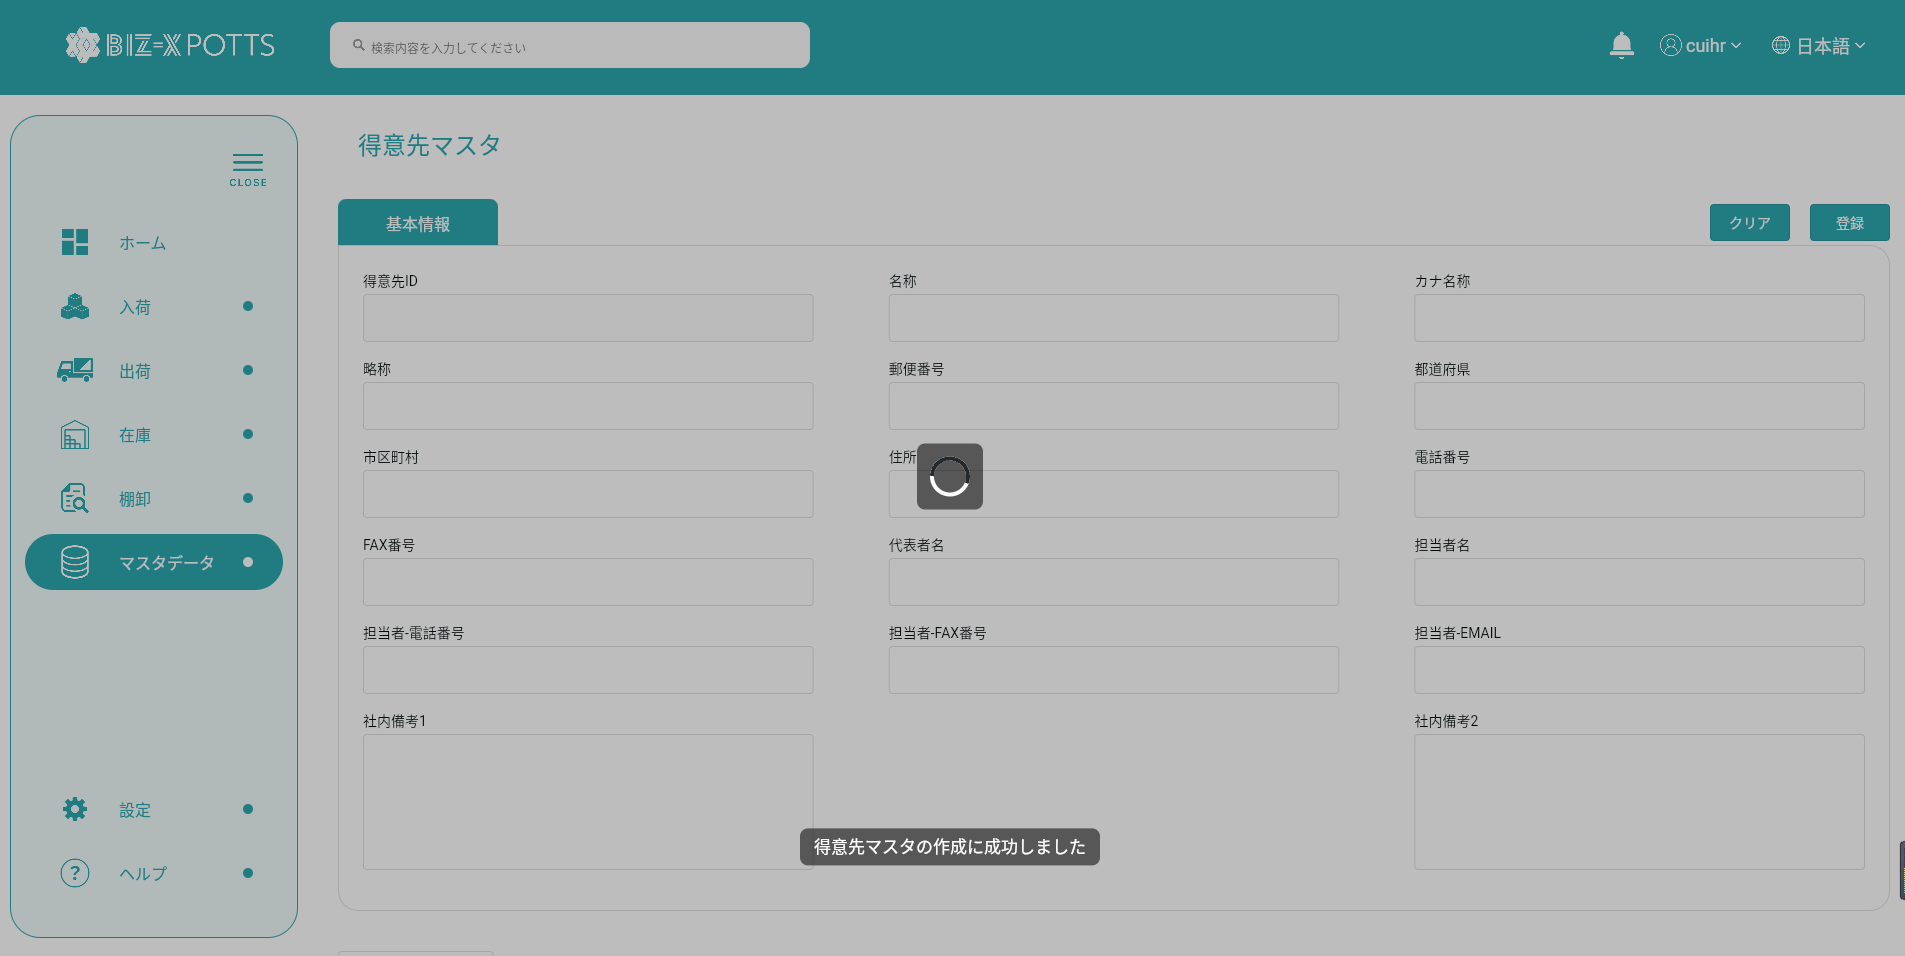 BIZ=X POTTS
検索内容を入力してください
cuihr
日本語
CLOSE
ホーム
入荷
出荷
在庫
棚卸
マスタデータ
設定
ヘルプ
得意先マスタ
基本情報
クリア
登録
得意先ID
名称
カナ名称
略称
郵便番号
都道府県
市区町村
住所
電話番号
FAX番号
代表者名
担当者名
担当者-電話番号
担当者-FAX番号
担当者-EMAIL
社内備考1
社内備考2
得意先マスタの作成に成功しました